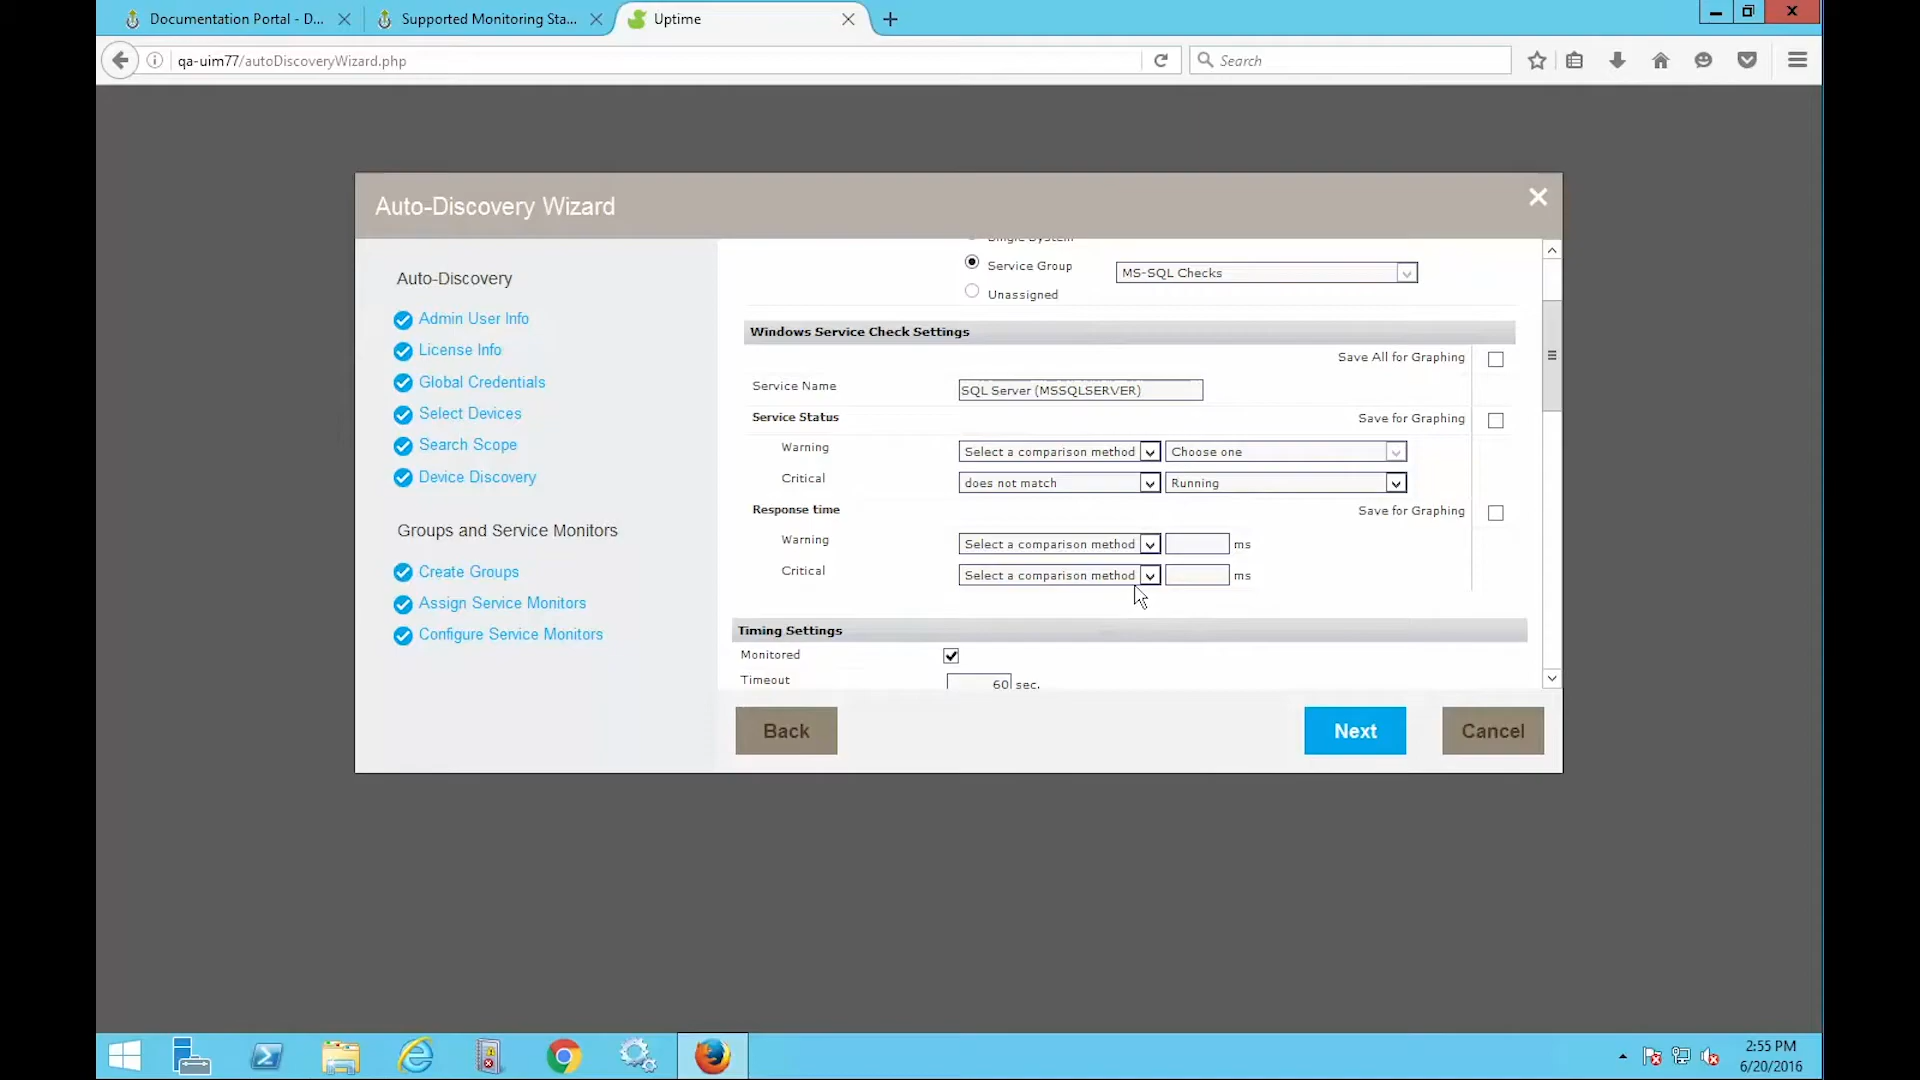 Documentation Portal - D...
Supported Monitoring Sta...
Uptime
qa-uim77/autoDiscoveryWizard.php
Search
Auto-Discovery Wizard
Auto-Discovery
Admin User Info
License Info
Global Credentials
Select Devices
Search Scope
Device Discovery
Groups and Service Monitors
Create Groups
Assign Service Monitors
Configure Service Monitors
Single System
Service Group
MS-SQL Checks
Unassigned
Windows Service Check Settings
Save All for Graphing
Service Name
SQL Server (MSSQLSERVER)
Service Status
Save for Graphing
Warning
Select a comparison method
Choose one
Critical
does not match
Running
Response time
Save for Graphing
Warning
Select a comparison method
ms
Critical
Select a comparison method
ms
Timing Settings
Monitored
Timeout
60 sec.
Back
Next
Cancel
2:55 PM
6/20/2016